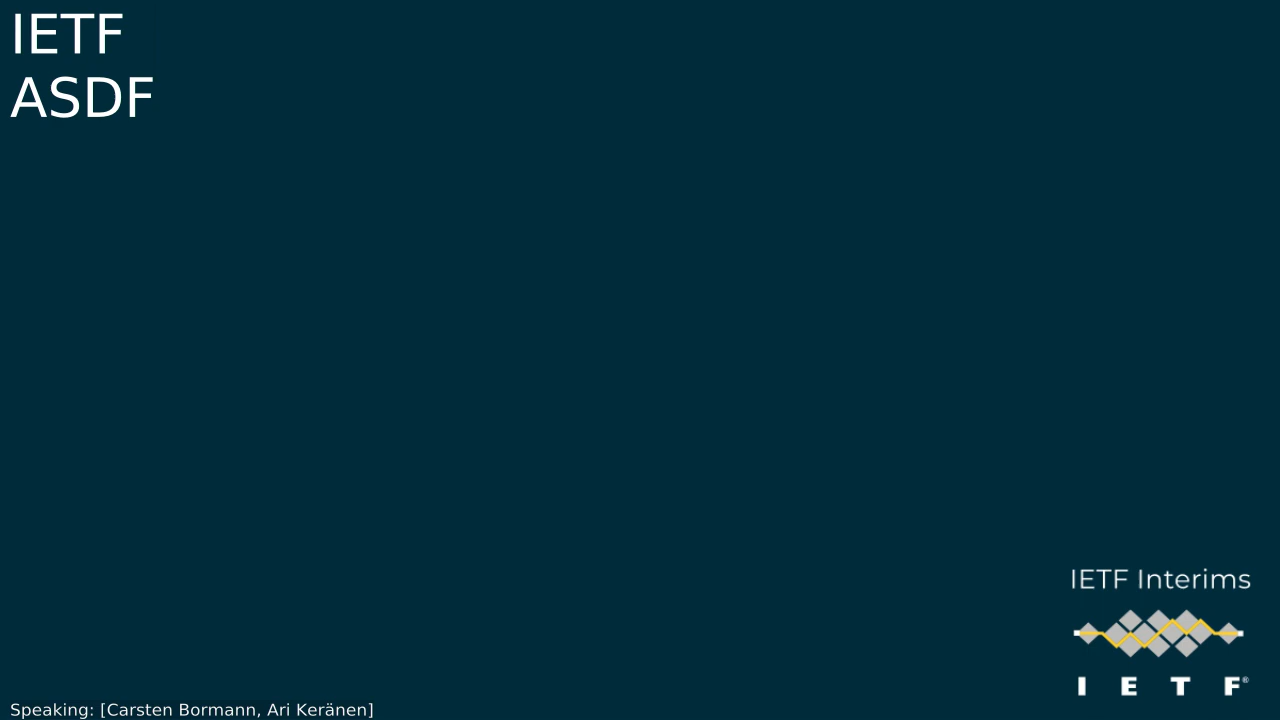 IETF
ASDF
IETF Interims
I E T F®
Speaking: [Carsten Bormann, Ari Keränen]